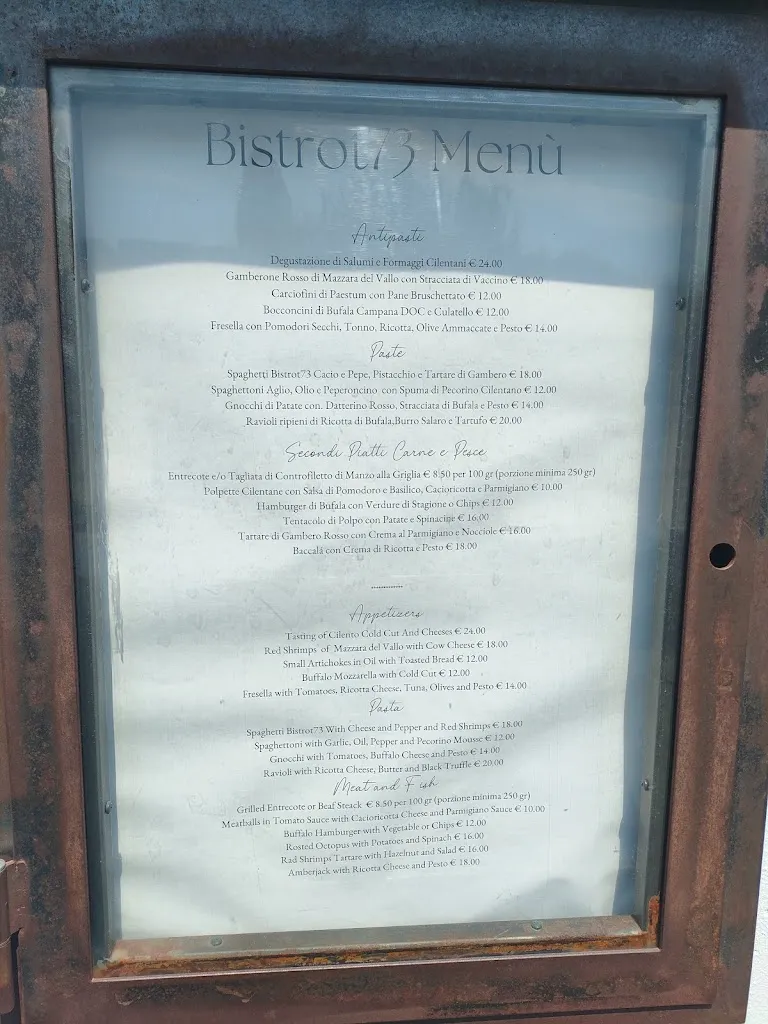 Bistrot73 Menù
Antipasti
Degustazione di Salumi e Formaggi Cilentani € 24.00
Gamberone Rosso di Mazzara del Vallo con Stracciata di Vaccino € 18.00
Carciofini di Paestum con Pane Bruschettato € 12.00
Bocconcini di Bufala Campana DOC e Culatello € 12.00
Fresella con Pomodori Secchi, Tonno, Ricotta, Olive Ammaccate e Pesto € 14.00
Paste
Spaghetti Bistrot73 Cacio e Pepe, Pistacchio e Tartare di Gambero € 18.00
Spaghettoni Aglio, Olio e Peperoncino con Spuma di Pecorino Cilentano € 12.00
Gnocchi di Patate con. Datterino Rosso, Stracciata di Bufala e Pesto € 14.00
Ravioli ripieni di Ricotta di Bufala,Burro Salaro e Tartufo € 20.00
Secondi Piatti Carne e Pesce
Entrecote e/o Tagliata di Controfiletto di Manzo alla Griglia € 8.50 per 100 gr (porzione minima 250 gr)
Polpette Cilentane con Salsa di Pomodoro e Basilico, Cacioricotta e Parmigiano € 10.00
Hamburger di Bufala con Verdure di Stagione o Chips € 12.00
Tentacolo di Polpo con Patate e Spinacine € 16.00
Tartare di Gambero Rosso con Crema al Parmigiano e Nocciole € 16.00
Baccalá con Crema di Ricotta e Pesto € 18.00
-------------
Appetizers
Tasting of Cilento Cold Cut And Cheeses € 24.00
Red Shrimps of Mazzara del Vallo with Cow Cheese € 18.00
Small Artichokes in Oil with Toasted Bread € 12.00
Buffalo Mozzarella with Cold Cut € 12.00
Fresella with Tomatoes, Ricotta Cheese, Tuna, Olives and Pesto € 14.00
Pasta
Spaghetti Bistrot73 With Cheese and Pepper and Red Shrimps € 18.00
Spaghettoni with Garlic, Oil, Pepper and Pecorino Mousse € 12.00
Gnocchi with Tomatoes, Buffalo Cheese and Pesto € 14.00
Ravioli with Ricotta Cheese, Butter and Black Truffle € 20.00
Meat and Fish
Grilled Entrecote or Beaf Steack € 8.50 per 100 gr (porzione minima 250 gr)
Meatballs in Tomato Sauce with Cacioricotta Cheese and Parmigiano Sauce € 10.00
Buffalo Hamburger with Vegetable or Chips € 12.00
Rosted Octopus with Potatoes and Spinach € 16.00
Rad Shrimps Tartare with Hazelnut and Salad € 16.00
Amberjack with Ricotta Cheese and Pesto € 18.00